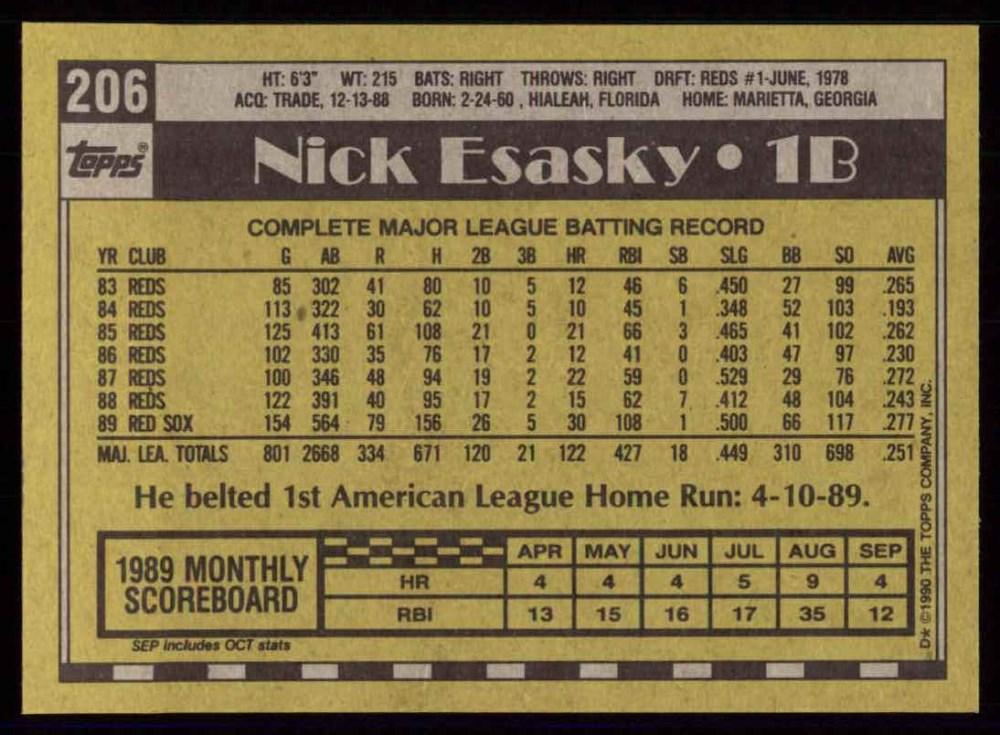 206
HT: 6'3" WT: 215 BATS: RIGHT THROWS: RIGHT DRFT: REDS #1-JUNE, 1978
ACQ: TRADE, 12-13-88 BORN: 2-24-60 , HIALEAH, FLORIDA HOME: MARIETTA, GEORGIA
Topps®
Nick Esasky • 1B
COMPLETE MAJOR LEAGUE BATTING RECORD
YR CLUB G AB R H 2B 3B HR RBI SB SLG BB SO AVG
83 REDS 85 302 41 80 10 5 12 46 6 .450 27 99 .265
84 REDS 113 322 30 62 10 5 10 45 1 .348 52 103 .193
85 REDS 125 413 61 108 21 0 21 66 3 .465 41 102 .262
86 REDS 102 330 35 76 17 2 12 41 0 .403 47 97 .230
87 REDS 100 346 48 94 19 2 22 59 0 .529 29 76 .272
88 REDS 122 391 40 95 17 2 15 62 7 .412 48 104 .243
89 RED SOX 154 564 79 156 26 5 30 108 1 .500 66 117 .277
MAJ. LEA. TOTALS 801 2668 334 671 120 21 122 427 18 .449 310 698 .251
He belted 1st American League Home Run: 4-10-89.
1989 MONTHLY
SCOREBOARD
APR MAY JUN JUL AUG SEP
HR 4 4 4 5 9 4
RBI 13 15 16 17 35 12
SEP includes OCT stats
D* ©1990 THE TOPPS COMPANY, INC.